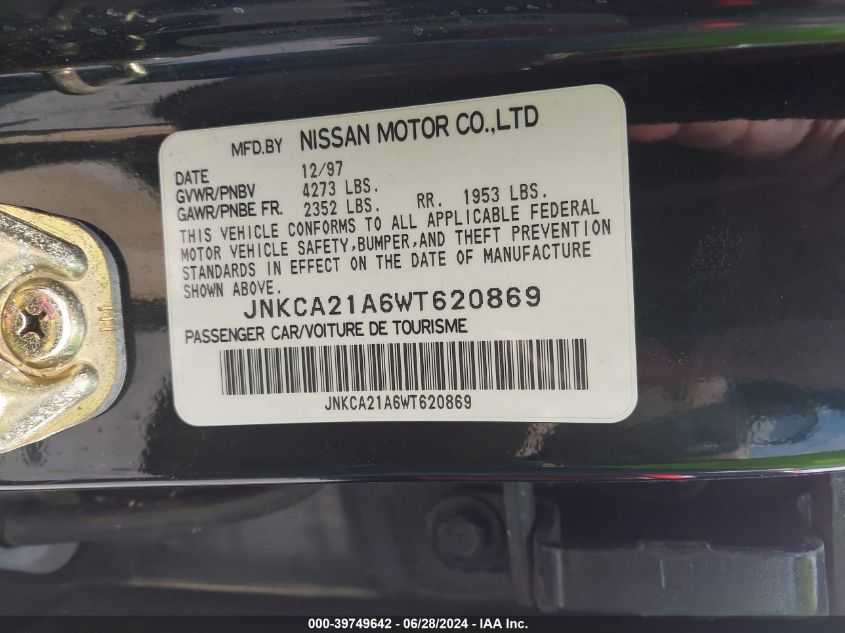 MFD.BY NISSAN MOTOR CO.,LTD
DATE 12/97
GVWR/PNBV 4273 LBS.
GAWR/PNBE FR. 2352 LBS. RR. 1953 LBS.
THIS VEHICLE CONFORMS TO ALL APPLICABLE FEDERAL
MOTOR VEHICLE SAFETY,BUMPER,AND THEFT PREVENTION
STANDARDS IN EFFECT ON THE DATE OF MANUFACTURE
SHOWN ABOVE.
JNKCA21A6WT620869
PASSENGER CAR/VOITURE DE TOURISME
JNKCA21A6WT620869
000-39749642 - 06/28/2024 - IAA Inc.